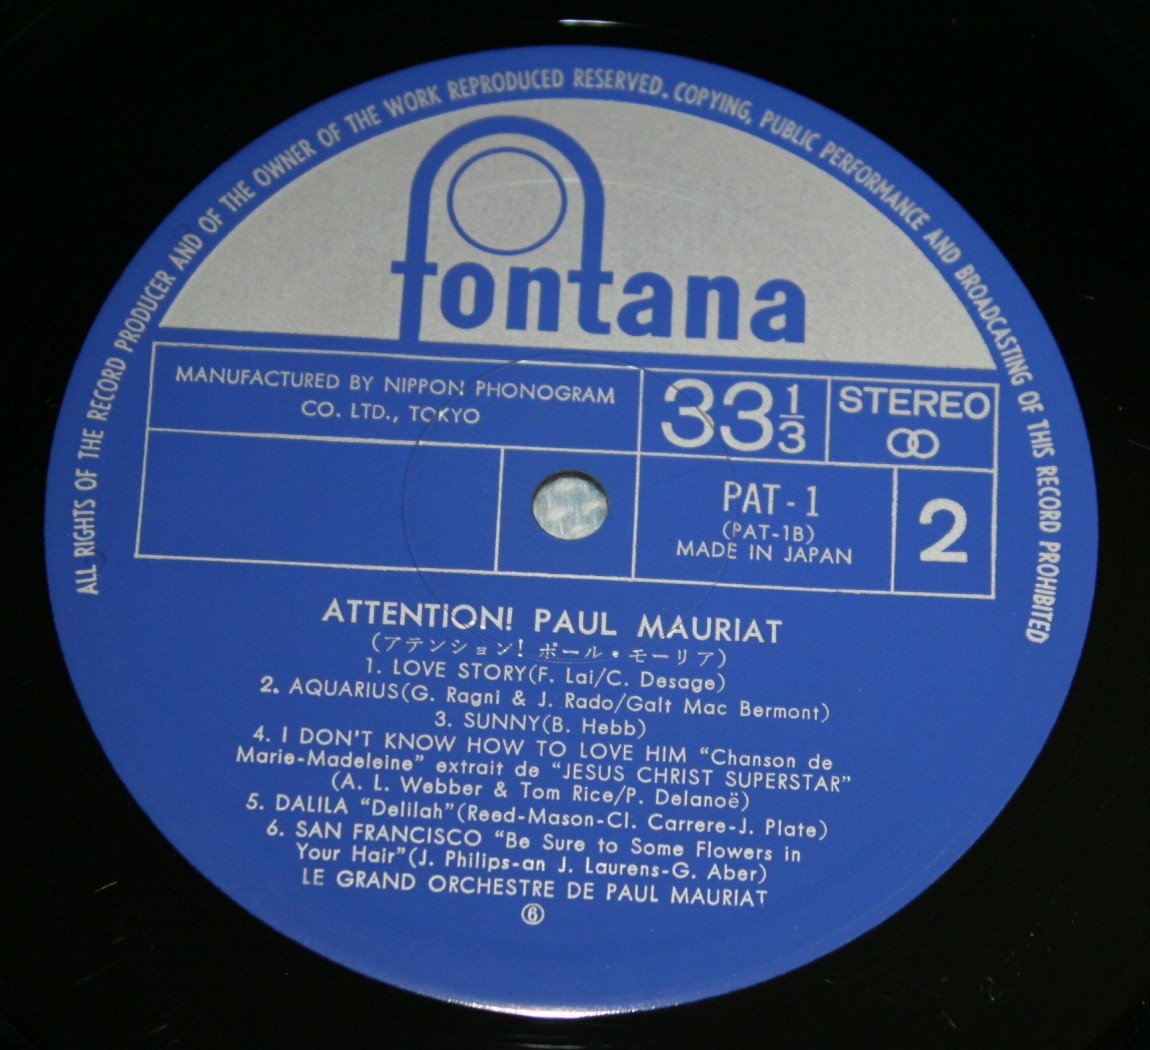 ALL RIGHTS OF THE RECORD PRODUCER AND OF THE OWNER OF THE WORK REPRODUCED RESERVED. COPYING, PUBLIC PERFORMANCE AND BROADCASTING OF THIS RECORD PROHIBITED
fontana
MANUFACTURED BY NIPPON PHONOGRAM
CO. LTD., TOKYO
33 1/3
STEREO
PAT-1
(PAT-1B)
MADE IN JAPAN
2
ATTENTION! PAUL MAURIAT
(アテンション! ポール・モーリア)
1. LOVE STORY(F. Lai/C. Desage)
2. AQUARIUS(G. Ragni & J. Rado/Galt Mac Bermont)
3. SUNNY(B. Hebb)
4. I DON'T KNOW HOW TO LOVE HIM "Chanson de
Marie-Madeleine" extrait de "JESUS CHRIST SUPERSTAR"
(A. L. Webber & Tom Rice/P. Delanoë)
5. DALILA "Delilah"(Reed-Mason-Cl. Carrere-J. Plate)
6. SAN FRANCISCO "Be Sure to Some Flowers in
Your Hair"(J. Philips-an J. Laurens-G. Aber)
LE GRAND ORCHESTRE DE PAUL MAURIAT
⑥